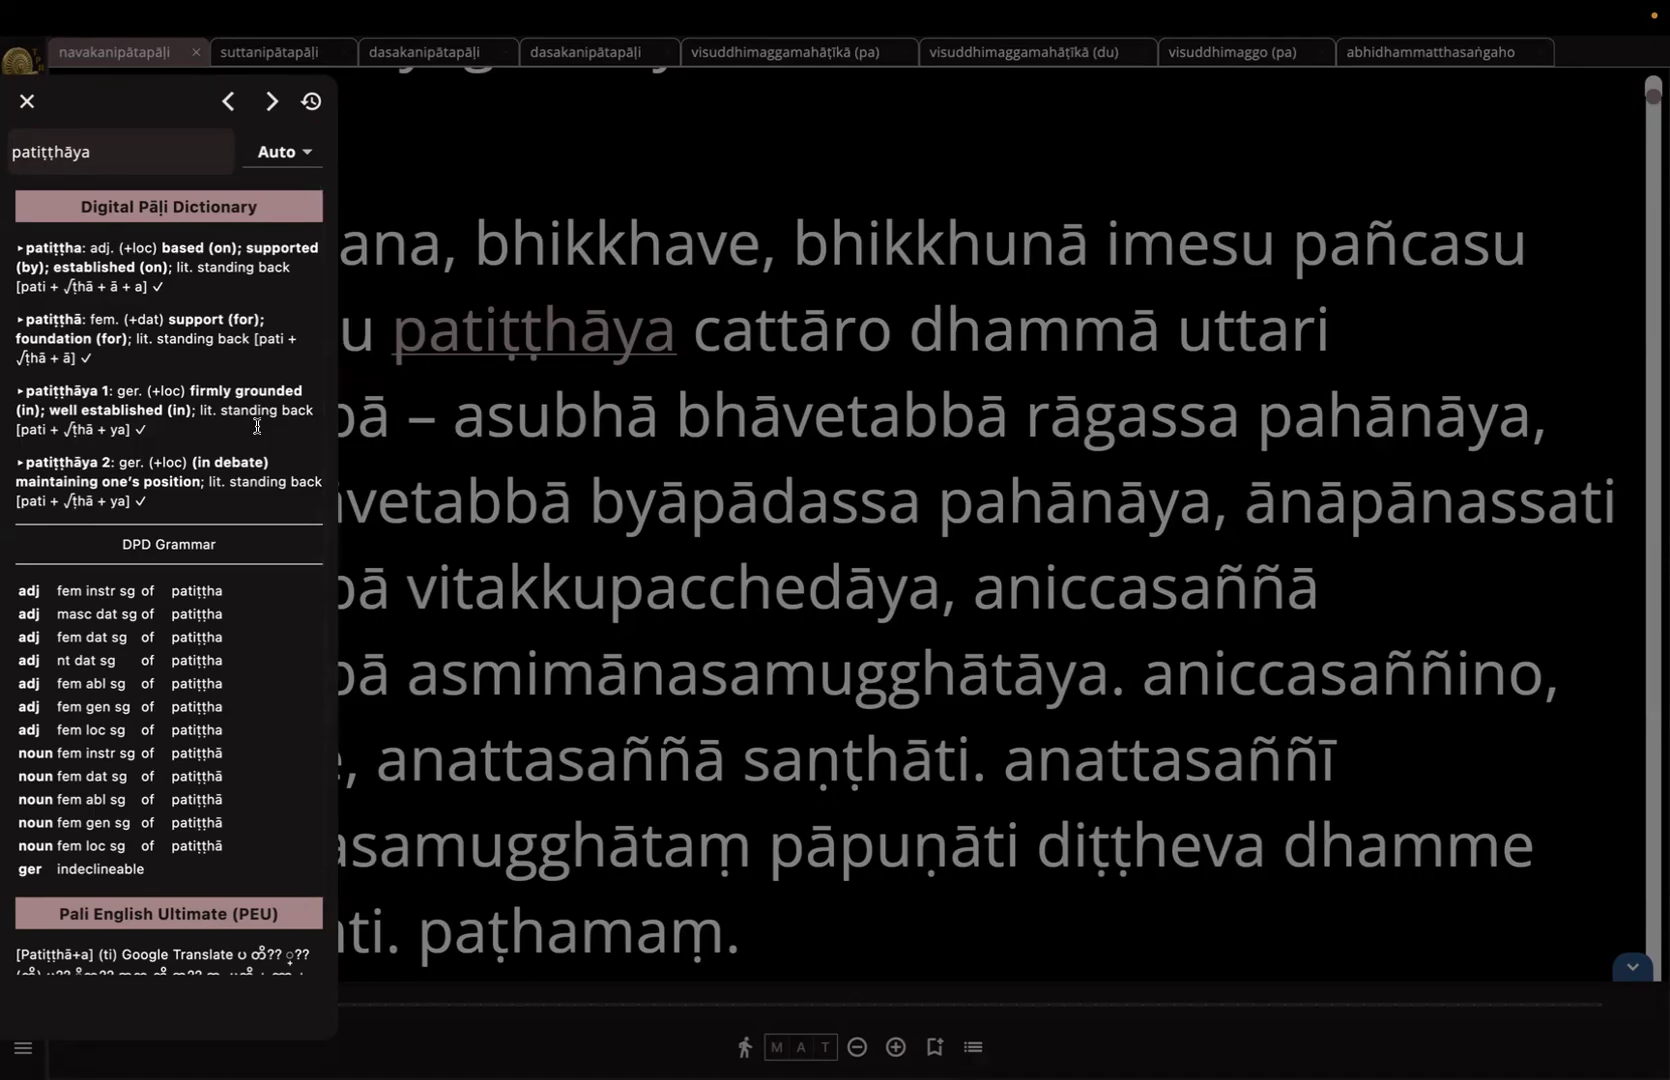 navakanipātapāḷi
suttanipātapāḷi
dasakanipātapāḷi
dasakanipātapāḷi
visuddhimaggamahāṭīkā (pa)
visuddhimaggamahāṭīkā (du)
visuddhimaggo (pa)
abhidhammatthasaṅgaho
patiṭṭhāya
Auto
Digital Pāḷi Dictionary
▸patiṭṭha: adj. (+loc) based (on); supported
(by); established (on); lit. standing back
[pati + √ṭhā + ā + a] ✓
▸patiṭṭhā: fem. (+dat) support (for);
foundation (for); lit. standing back [pati +
√ṭhā + ā] ✓
▸patiṭṭhāya 1: ger. (+loc) firmly grounded
(in); well established (in); lit. standing back
[pati + √ṭhā + ya] ✓
▸patiṭṭhāya 2: ger. (+loc) (in debate)
maintaining one's position; lit. standing back
[pati + √ṭhā + ya] ✓
DPD Grammar
adj fem instr sg of patiṭṭha
adj masc dat sg of patiṭṭha
adj fem dat sg of patiṭṭha
adj nt dat sg of patiṭṭha
adj fem abl sg of patiṭṭha
adj fem gen sg of patiṭṭha
adj fem loc sg of patiṭṭha
noun fem instr sg of patiṭṭhā
noun fem dat sg of patiṭṭhā
noun fem abl sg of patiṭṭhā
noun fem gen sg of patiṭṭhā
noun fem loc sg of patiṭṭhā
ger indeclineable
Pali English Ultimate (PEU)
[Patiṭṭhā+a] (ti) Google Translate
ana, bhikkhave, bhikkhunā imesu pañcasu
u patiṭṭhāya cattāro dhammā uttari
bā – asubhā bhāvetabbā rāgassa pahānāya,
āvetabbā byāpādassa pahānāya, ānāpānassati
bā vitakkupacchedāya, aniccasaññā
bā asmimānasamugghātāya. aniccasaññino,
e, anattasaññā saṇṭhāti. anattasaññī
asamugghātaṃ pāpuṇāti diṭṭheva dhamme
ti. paṭhamaṃ.
M A T